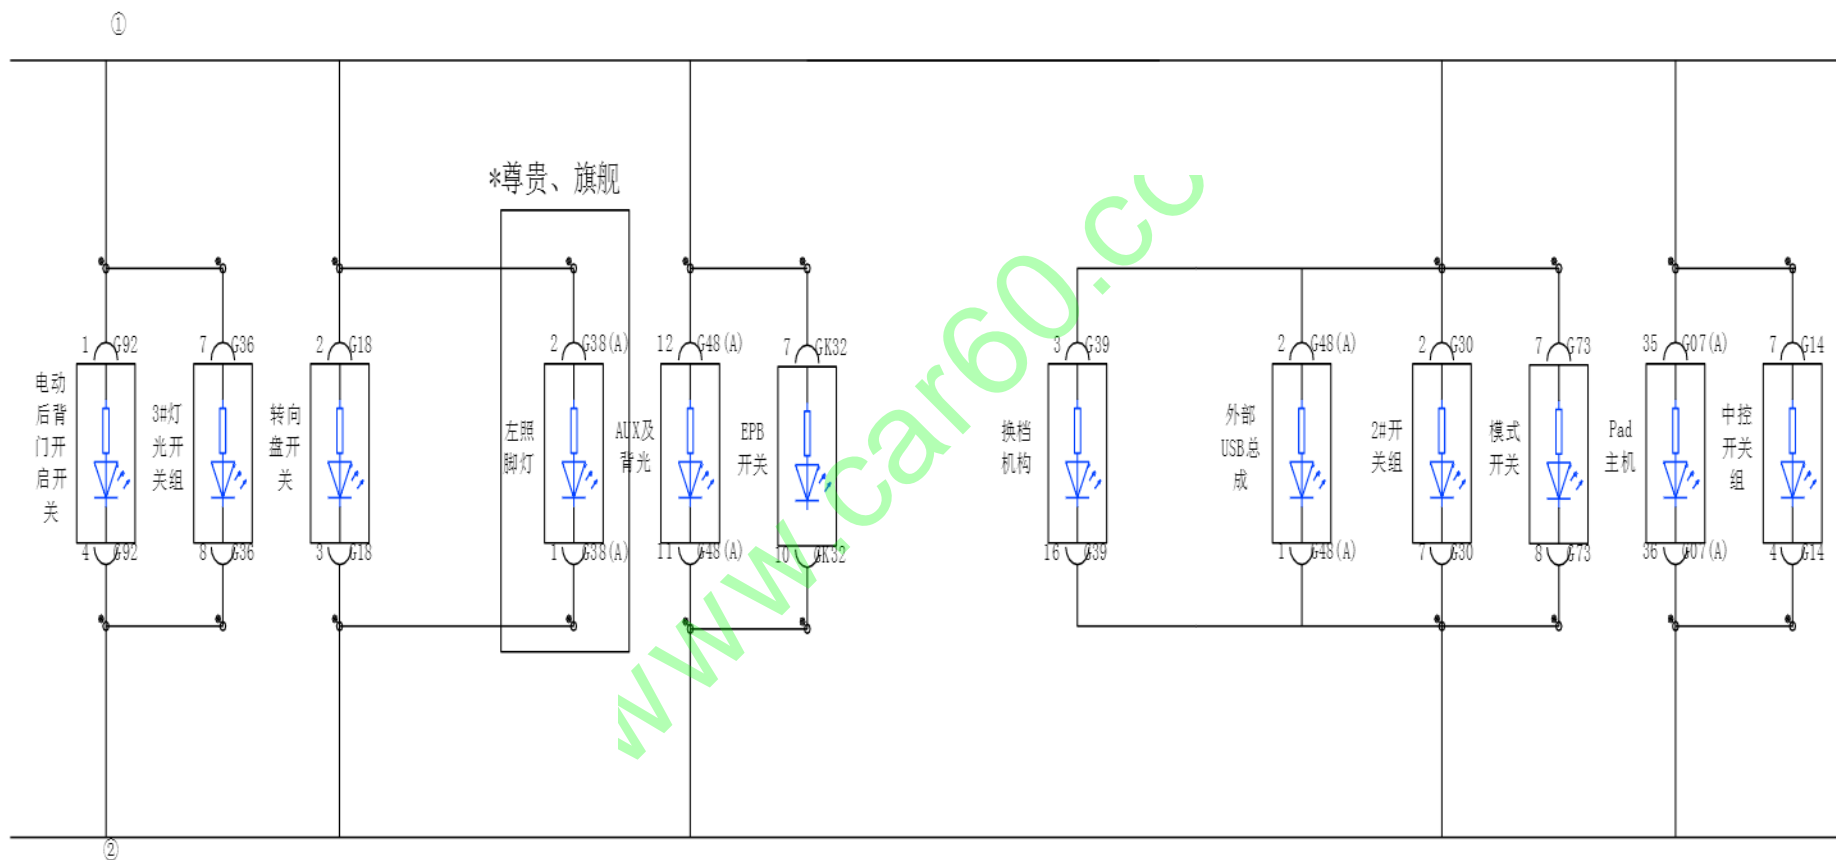 ①
*尊贵、旗舰
1 G92
7 G36
2 G18
2 G38(A)
12 G48(A)
7 GK32
3 G39
2 G48(A)
2 G30
7 G73
35 G07(A)
7 G14
电动
后背
门开
启开
关
3#灯
光开
关组
转向
盘开
关
左照
脚灯
AUX及
背光
EPB
开关
换档
机构
外部
USB总
成
2#开
关组
模式
开关
Pad
主机
中控
开关
组
4 G92
8 G36
3 G18
1 G38(A)
11 G48(A)
10 GK32
16 G39
1 G48(A)
7 G30
8 G73
36 G07(A)
4 G14
②
www.car60.co